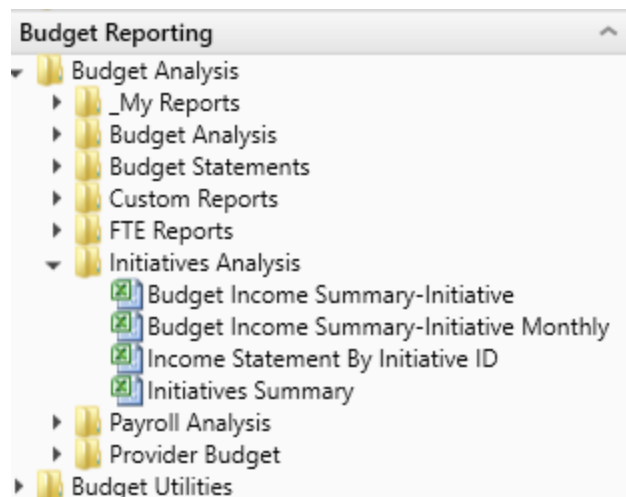 Budget Reporting
Budget Analysis
_My Reports
Budget Analysis
Budget Statements
Custom Reports
FTE Reports
Initiatives Analysis
Budget Income Summary-Initiative
Budget Income Summary-Initiative Monthly
Income Statement By Initiative ID
Initiatives Summary
Payroll Analysis
Provider Budget
Budget Utilities